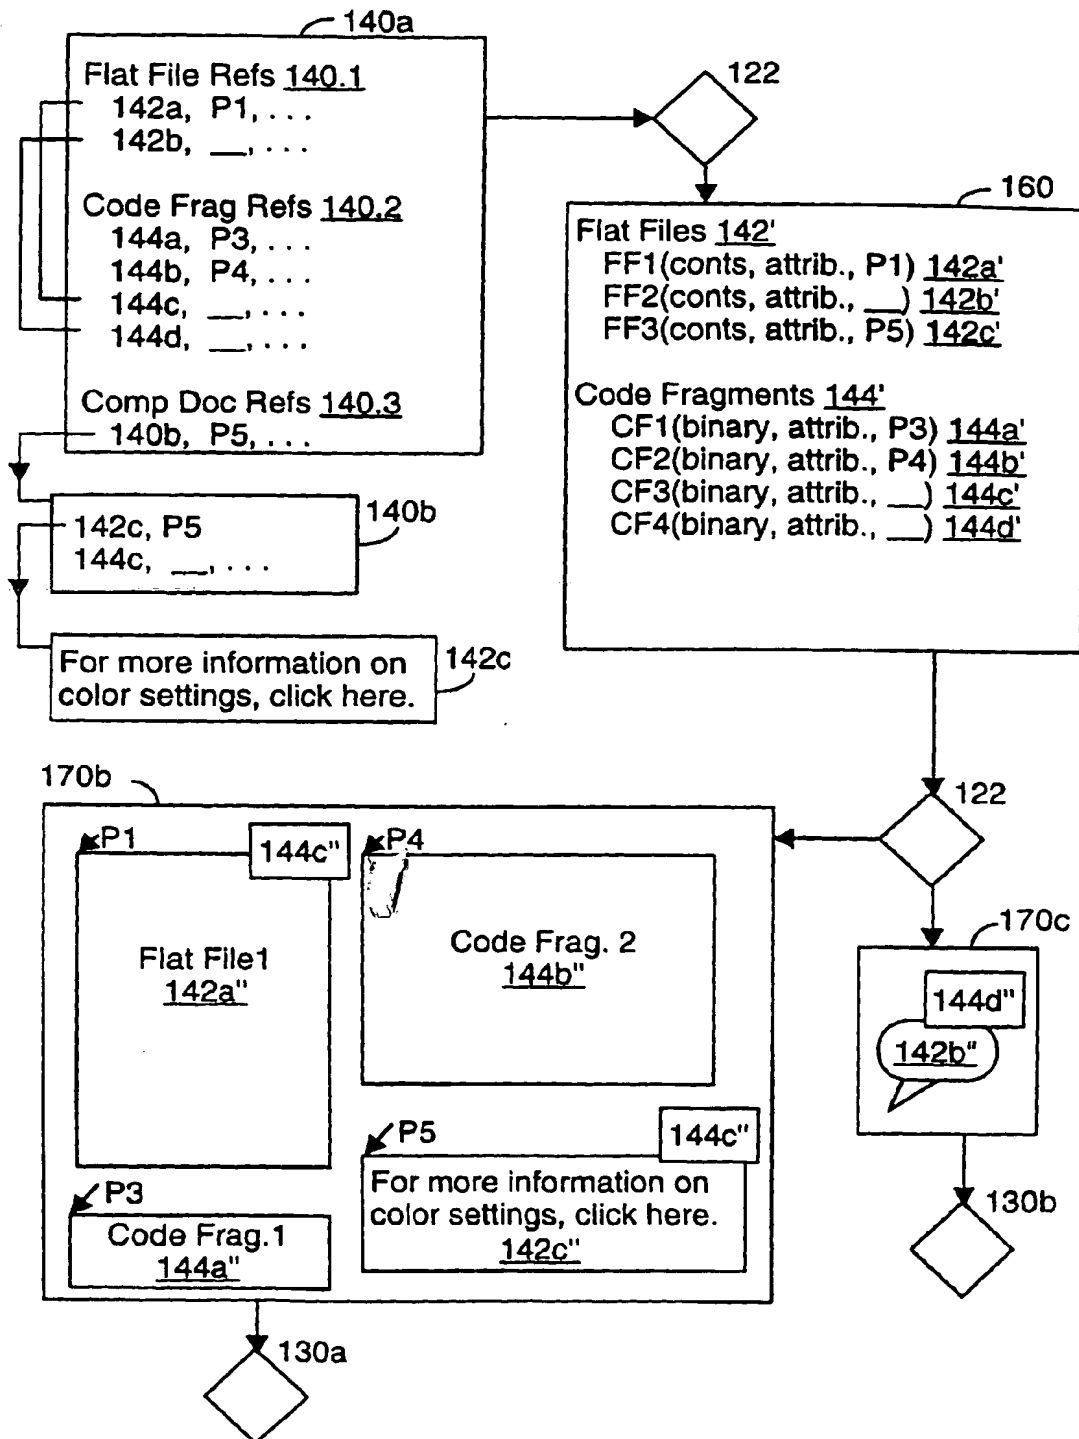 140a
Flat File Refs 140.1
142a, P1, . . .
142b, __, . . .
Code Frag Refs 140.2
144a, P3, . . .
144b, P4, . . .
144c, __, . . .
144d, __, . . .
Comp Doc Refs 140.3
140b, P5, . . .
122
160
Flat Files 142'
FF1(conts, attrib., P1) 142a'
FF2(conts, attrib., __) 142b'
FF3(conts, attrib., P5) 142c'
Code Fragments 144'
CF1(binary, attrib., P3) 144a'
CF2(binary, attrib., P4) 144b'
CF3(binary, attrib., __) 144c'
CF4(binary, attrib., __) 144d'
140b
142c, P5
144c, __, . . .
For more information on
color settings, click here.
142c
170b
122
P1
144c"
Flat File1
142a"
P4
Code Frag. 2
144b"
P3
Code Frag.1
144a"
P5
144c"
For more information on
color settings, click here.
142c"
170c
144d"
142b"
130b
130a